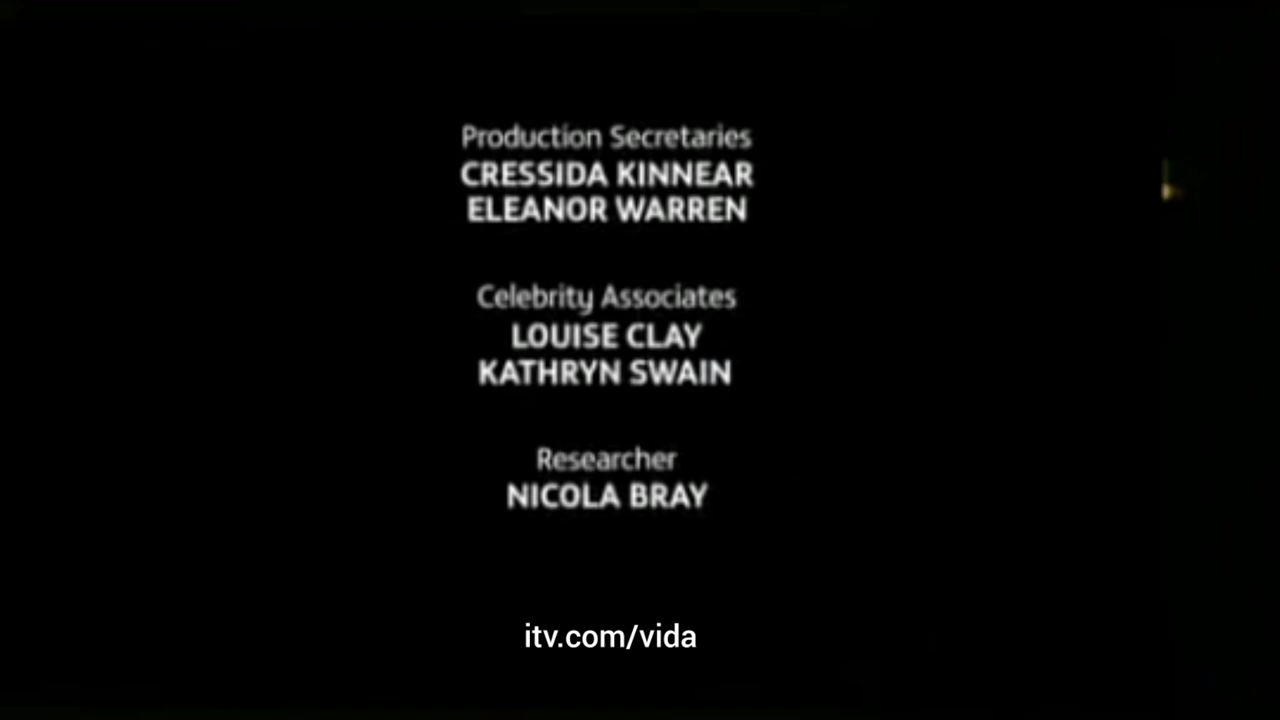 Production Secretaries
CRESSIDA KINNEAR
ELEANOR WARREN
Celebrity Associates
LOUISE CLAY
KATHRYN SWAIN
Researcher
NICOLA BRAY
itv.com/vida